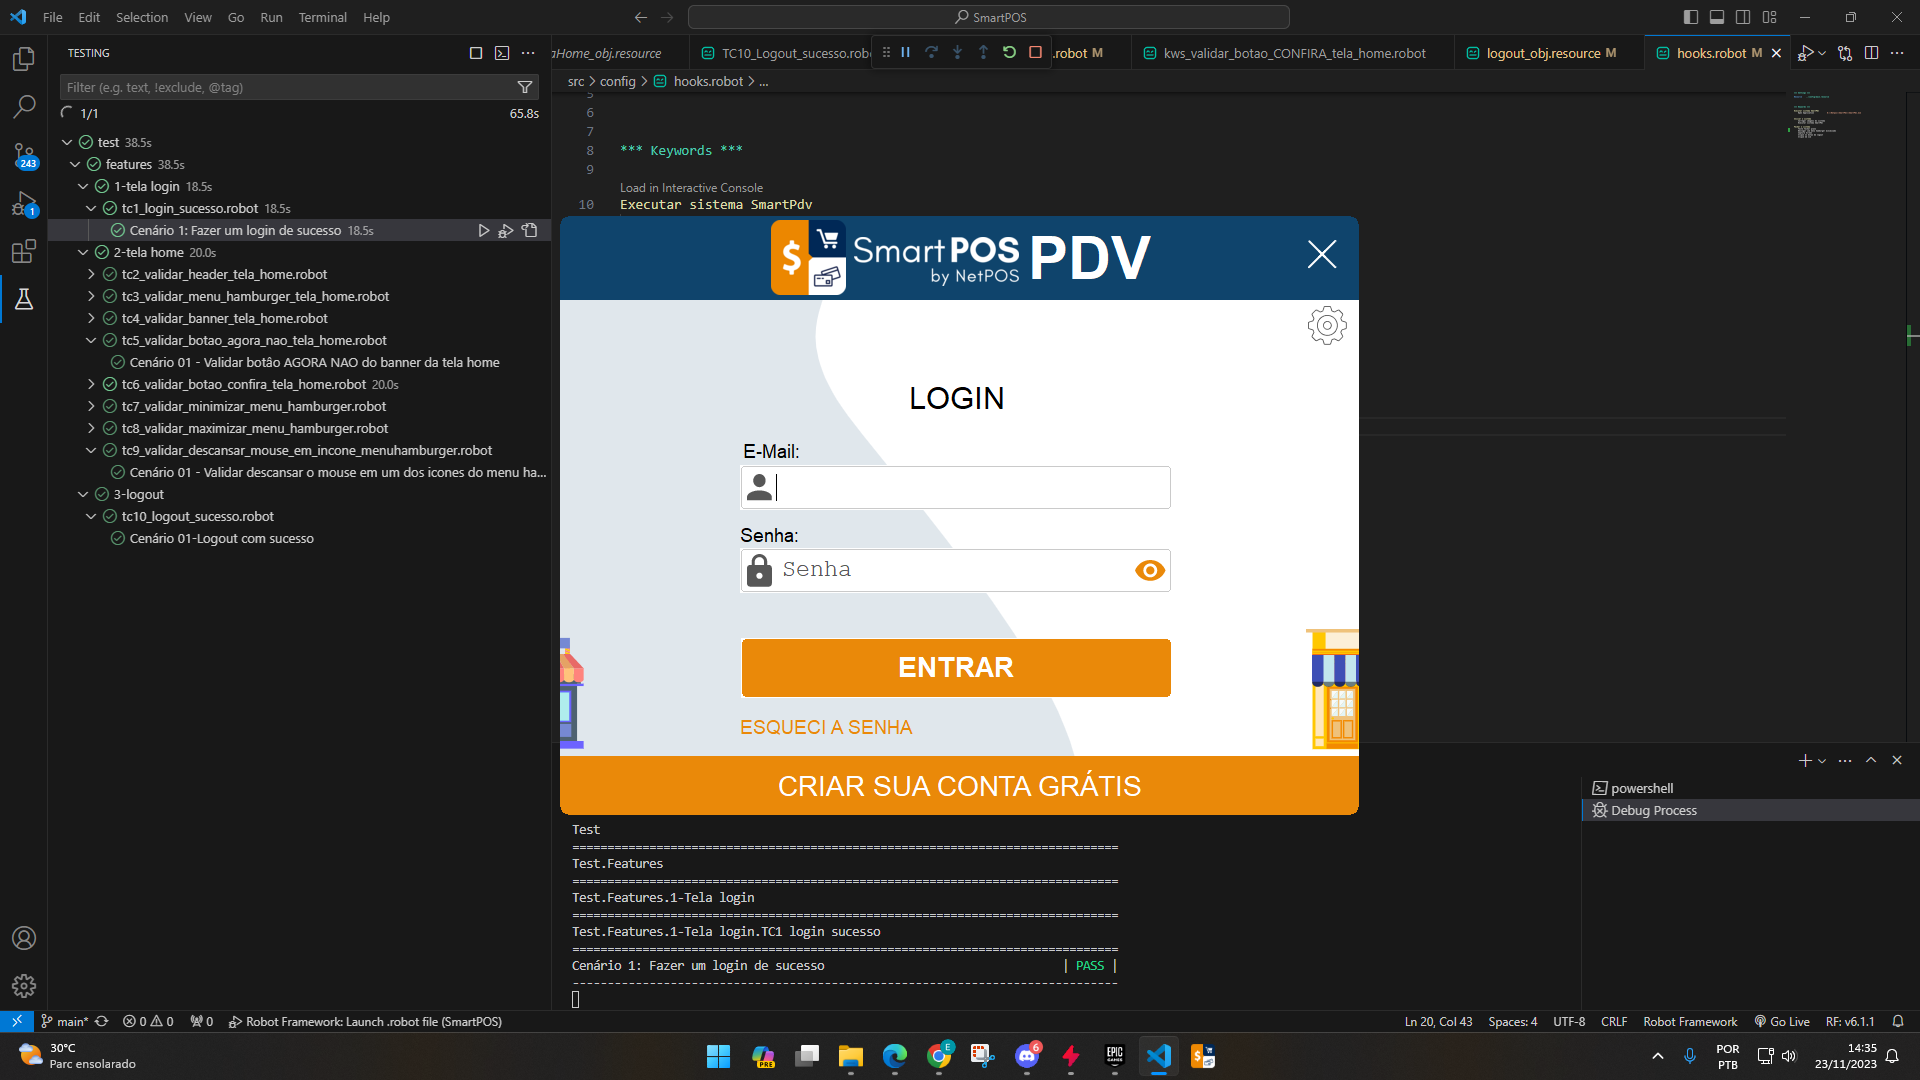 File Edit Selection View Go Run Terminal Help
SmartPOS
TESTING
Filter (e.g. text, !exclude, @tag)
1/1 65.8s
test 38.5s
features 38.5s
1-tela login 18.5s
tc1_login_sucesso.robot 18.5s
Cenário 1: Fazer um login de sucesso 18.5s
2-tela home 20.0s
tc2_validar_header_tela_home.robot
tc3_validar_menu_hamburger_tela_home.robot
tc4_validar_banner_tela_home.robot
tc5_validar_botao_agora_nao_tela_home.robot
Cenário 01 - Validar botão AGORA NAO do banner da tela home
tc6_validar_botao_confira_tela_home.robot 20.0s
tc7_validar_minimizar_menu_hamburger.robot
tc8_validar_maximizar_menu_hamburger.robot
tc9_validar_descansar_mouse_em_incone_menuhamburger.robot
Cenário 01 - Validar descansar o mouse em um dos icones do menu ha...
3-logout
tc10_logout_sucesso.robot
Cenário 01-Logout com sucesso
243
1
aHome_obj.resource TC10_Logout_sucesso.robo .robot M kws_validar_botao_CONFIRA_tela_home.robot logout_obj.resource M hooks.robot M
src > config > hooks.robot > ...
5
6
7
8 *** Keywords ***
9
Load in Interactive Console
10 Executar sistema SmartPdv
$ SmartPOS PDV
by NetPOS
LOGIN
E-Mail:
Senha:
Senha
ENTRAR
ESQUECI A SENHA
CRIAR SUA CONTA GRÁTIS
powershell
Debug Process
Test
==============================================================================
Test.Features
==============================================================================
Test.Features.1-Tela login
==============================================================================
Test.Features.1-Tela login.TC1 login sucesso
==============================================================================
Cenário 1: Fazer um login de sucesso | PASS |
------------------------------------------------------------------------------
main* 0 0 0 Robot Framework: Launch .robot file (SmartPOS) Ln 20, Col 43 Spaces: 4 UTF-8 CRLF Robot Framework Go Live RF: v6.1.1
30°C
Parc ensolarado
PRE
E
6
EPIC
GAMES
POR
PTB
14:35
23/11/2023